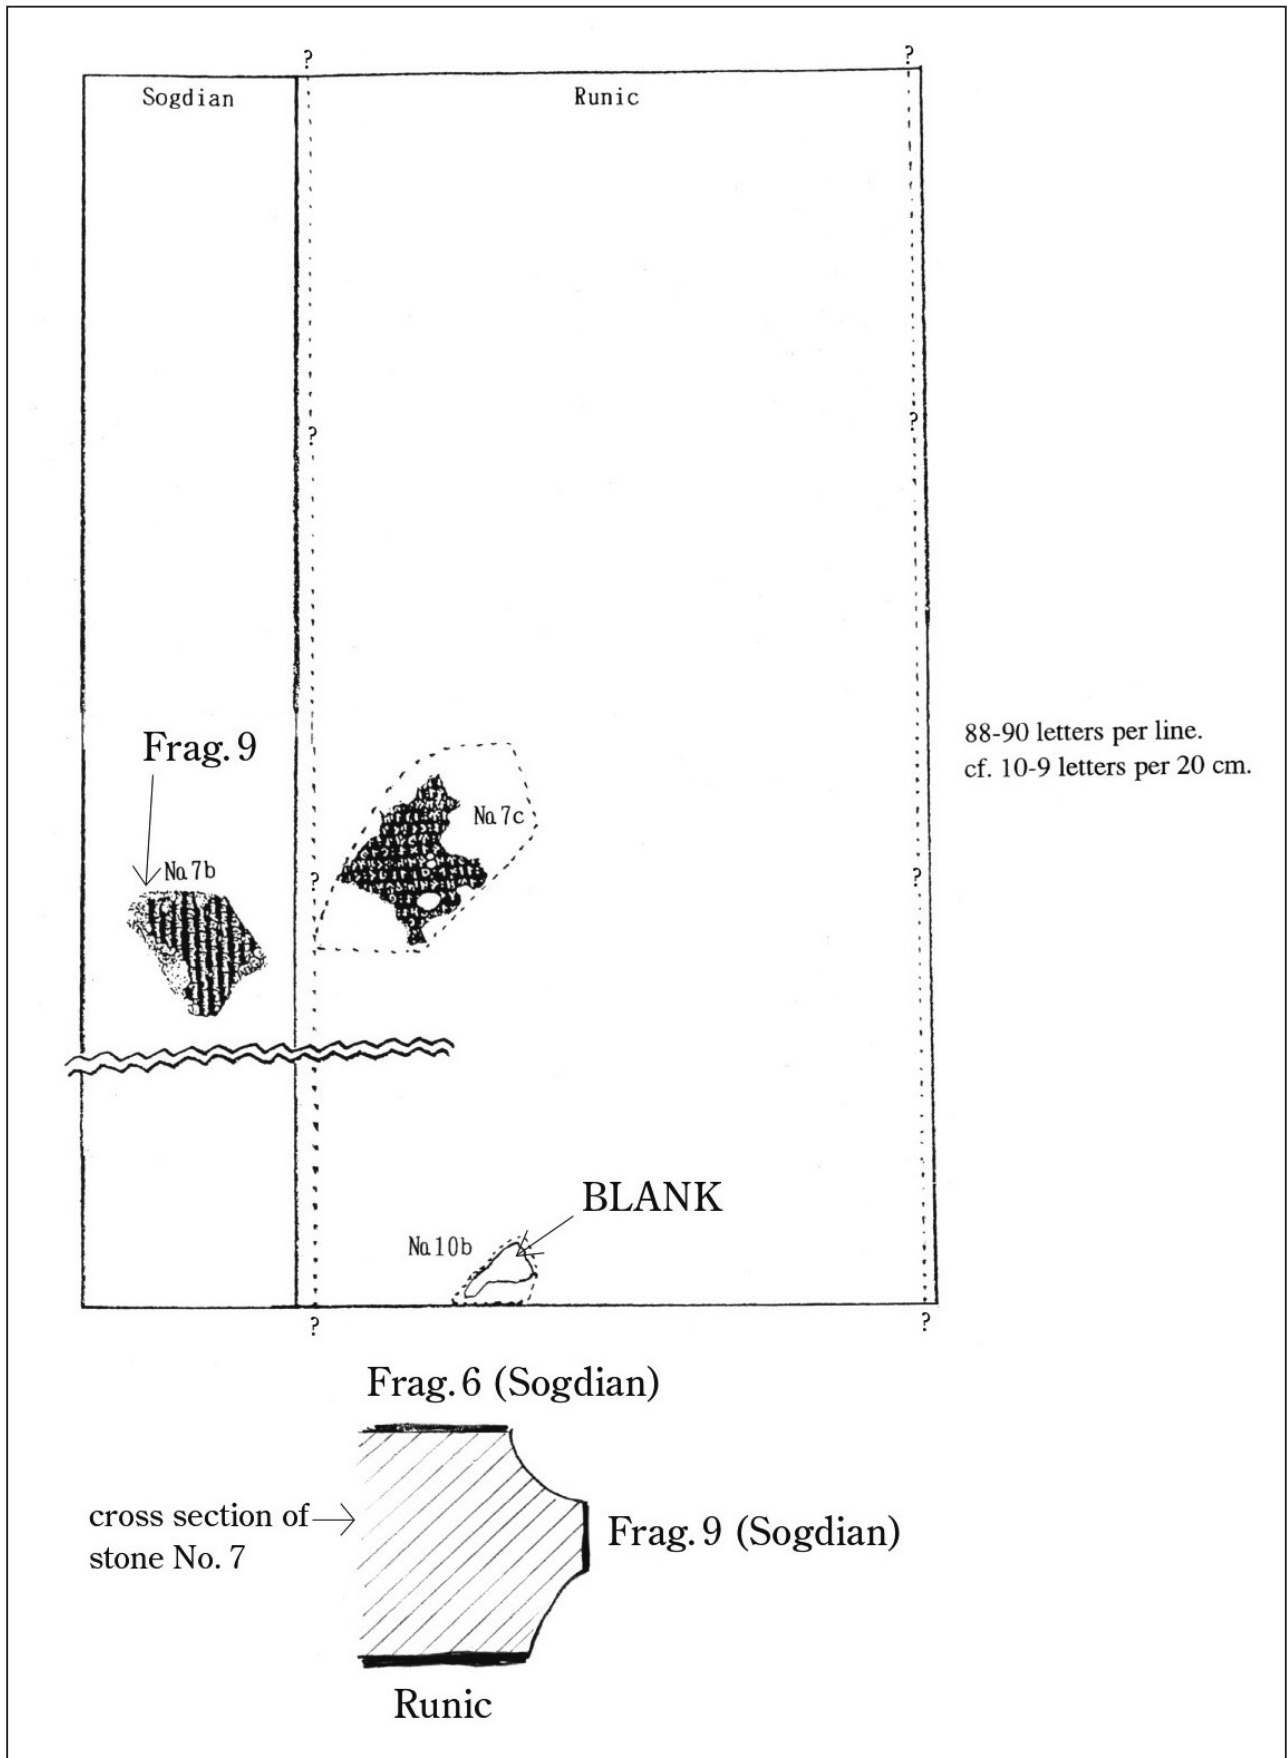 ?
?
Sogdian
Runic
?
?
88-90 letters per line.
cf. 10-9 letters per 20 cm.
Frag. 9
No. 7c
No. 7b
?
?
BLANK
No. 10b
?
?
Frag. 6 (Sogdian)
cross section of
stone No. 7
Frag. 9 (Sogdian)
Runic